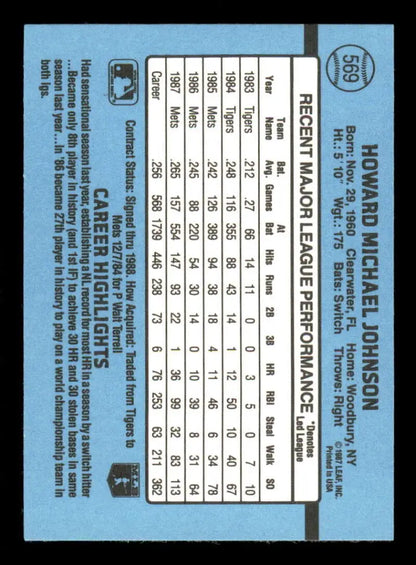 569
HOWARD MICHAEL JOHNSON
Born: Nov. 29, 1960 Clearwater, FL Home: Woodbury, NY
Ht.: 5 10" Wgt.: 175 Bats: Switch Throws: Right
©1987 LEAF, INC.
Printed in USA
RECENT MAJOR LEAGUE PERFORMANCE *Denotes Led League
Year Team Name Bat. Avg. Games At Bat Hits Runs 2B 3B HR RBI Steal Walk SO
1983 Tigers .212 27 66 14 11 0 0 3 5 0 7 10
1984 Tigers .248 116 355 88 43 14 1 12 50 10 40 67
1985 Mets .242 126 389 94 38 18 4 11 46 6 34 78
1986 Mets .245 88 220 54 30 14 0 10 39 8 31 64
1987 Mets .265 157 554 147 93 22 1 36 99 32 83 113
Career .256 568 1739 446 238 73 6 76 253 63 211 362
Contract Status: Signed thru 1988. How Acquired: Traded from Tigers to
Mets 12/7/84 for P Walt Terrell
CAREER HIGHLIGHTS
Had sensational season last year, establishing a NL record for most HR in a season by a switch hitter
...Became only 8th player in history (and 1st IF) to achieve 30 HR and 30 stolen bases in same
season last year...In '86 became 27th player in history to play on a world championship team in
both lgs.